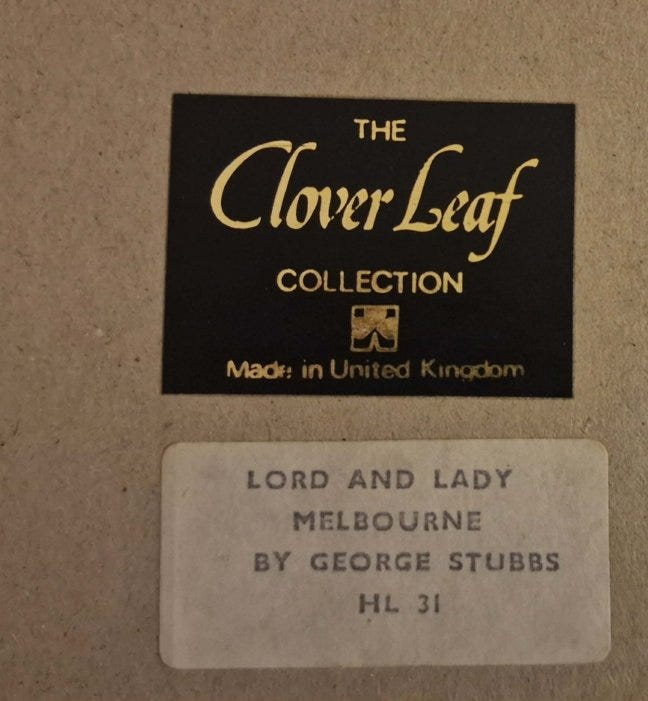 THE
Clover Leaf
COLLECTION
Made in United Kingdom
LORD AND LADY
MELBOURNE
BY GEORGE STUBBS
HL 31